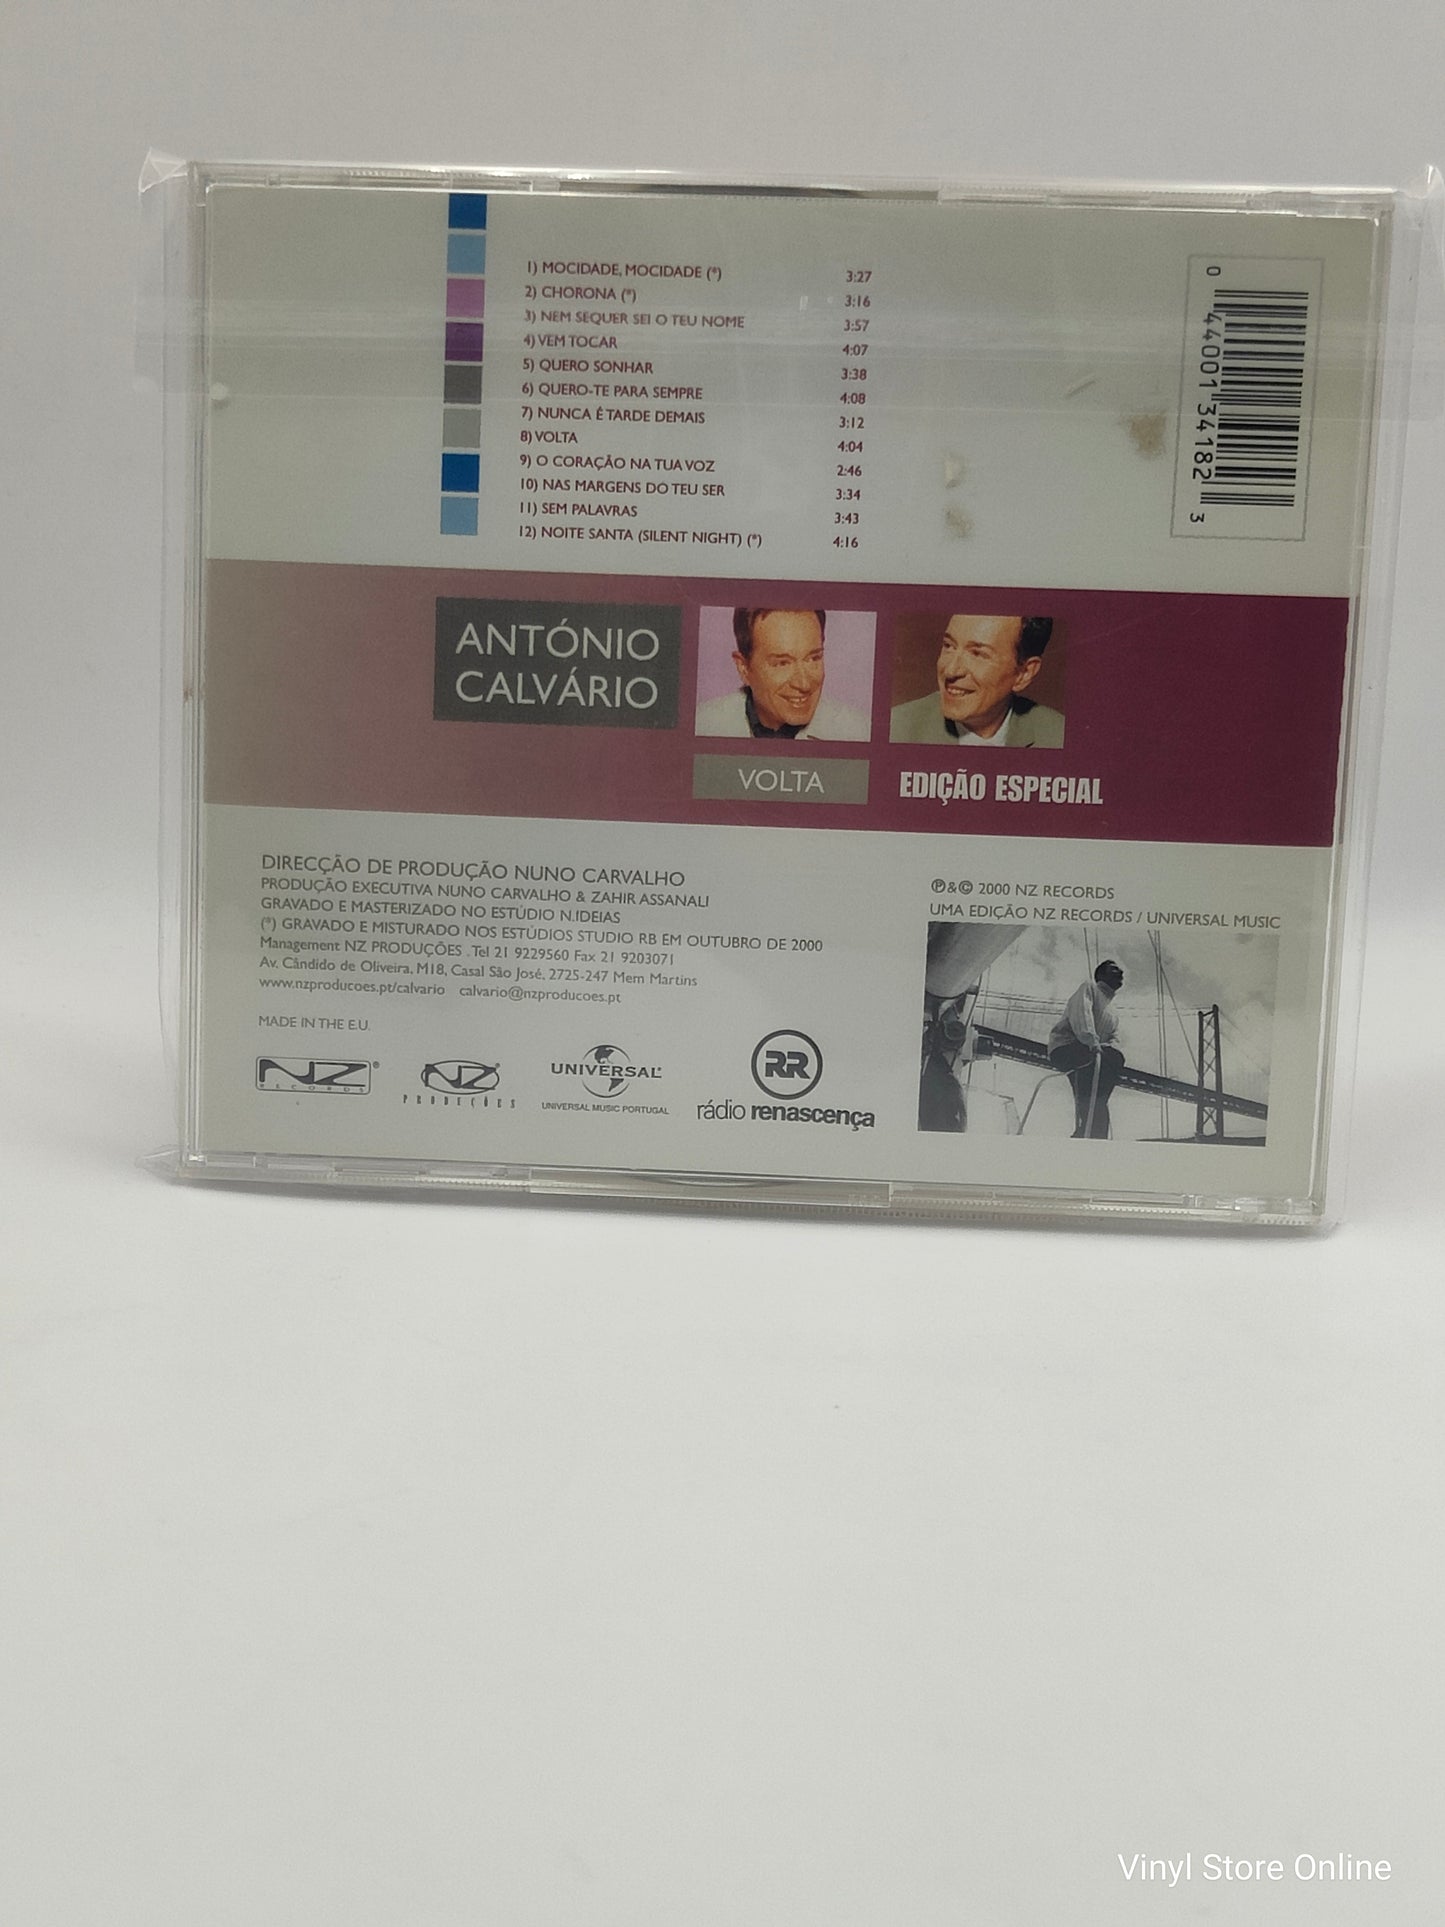 1) MOCIDADE, MOCIDADE (*) 3:27
2) CHORONA (*) 3:16
3) NEM SEQUER SEI O TEU NOME 3:57
4) VEM TOCAR 4:07
5) QUERO SONHAR 3:38
6) QUERO-TE PARA SEMPRE 4:08
7) NUNCA É TARDE DEMAIS 3:12
8) VOLTA 4:04
9) O CORAÇÃO NA TUA VOZ 2:46
10) NAS MARGENS DO TEU SER 3:34
11) SEM PALAVRAS 3:43
12) NOITE SANTA (SILENT NIGHT) (*) 4:16
0 44001 34182 3
ANTÓNIO
CALVÁRIO
VOLTA
EDIÇÃO ESPECIAL
DIRECÇÃO DE PRODUÇÃO NUNO CARVALHO
PRODUÇÃO EXECUTIVA NUNO CARVALHO & ZAHIR ASSANALI
GRAVADO E MASTERIZADO NO ESTÚDIO N.IDEIAS
(*) GRAVADO E MISTURADO NOS ESTÚDIOS STUDIO RB EM OUTUBRO DE 2000
Management NZ PRODUÇÕES . Tel 21 9229560 Fax 21 9203071
Av. Cândido de Oliveira, M18, Casal São José, 2725-247 Mem Martins
www.nzproducoes.pt/calvario calvario@nzproducoes.pt
MADE IN THE E.U.
℗&© 2000 NZ RECORDS
UMA EDIÇÃO NZ RECORDS / UNIVERSAL MUSIC
NZ®
RECORDS
NZ®
PRODUÇÕES
UNIVERSAL®
UNIVERSAL MUSIC PORTUGAL
RR
rádio renascença
Vinyl Store Online